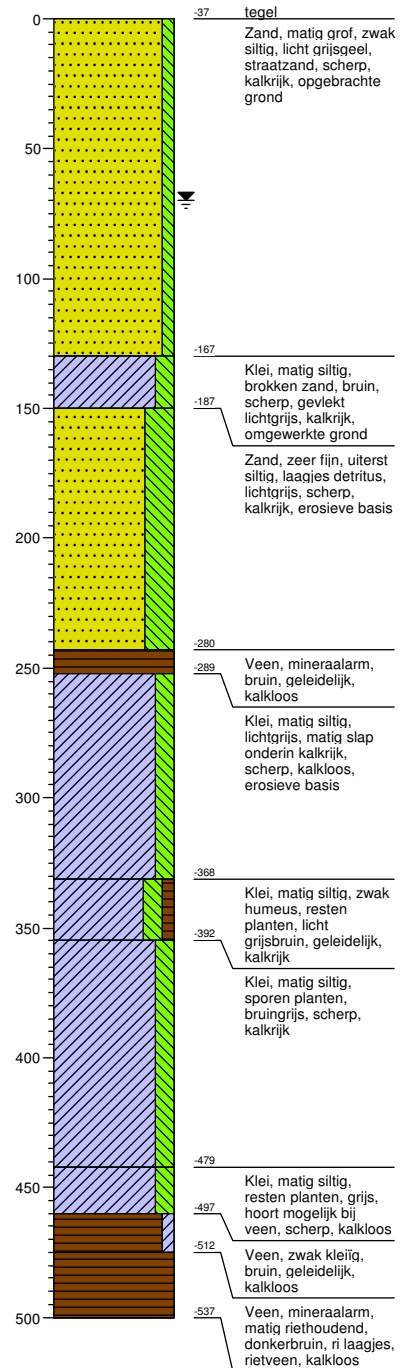 0
-37
tegel
Zand, matig grof, zwak
siltig, licht grijsgeel,
straatzand, scherp,
kalkrijk, opgebrachte
grond
50
100
-167
Klei, matig siltig,
brokken zand, bruin,
scherp, gevlekt
lichtgrijs, kalkrijk,
omgewerkte grond
150
-187
Zand, zeer fijn, uiterst
siltig, laagjes detritus,
lichtgrijs, scherp,
kalkrijk, erosieve basis
200
-280
Veen, mineraalarm,
bruin, geleidelijk,
kalkloos
250
-289
Klei, matig siltig,
lichtgrijs, matig slap
onderin kalkrijk,
scherp, kalkloos,
erosieve basis
300
-368
Klei, matig siltig, zwak
humeus, resten
planten, licht
grijsbruin, geleidelijk,
kalkrijk
350
-392
Klei, matig siltig,
sporen planten,
bruingrijs, scherp,
kalkrijk
400
-479
Klei, matig siltig,
resten planten, grijs,
hoort mogelijk bij
veen, scherp, kalkloos
450
-497
Veen, zwak kleiïg,
bruin, geleidelijk,
kalkloos
-512
Veen, mineraalarm,
matig riethoudend,
donkerbruin, ri laagjes,
rietveen, kalkloos
500
-537